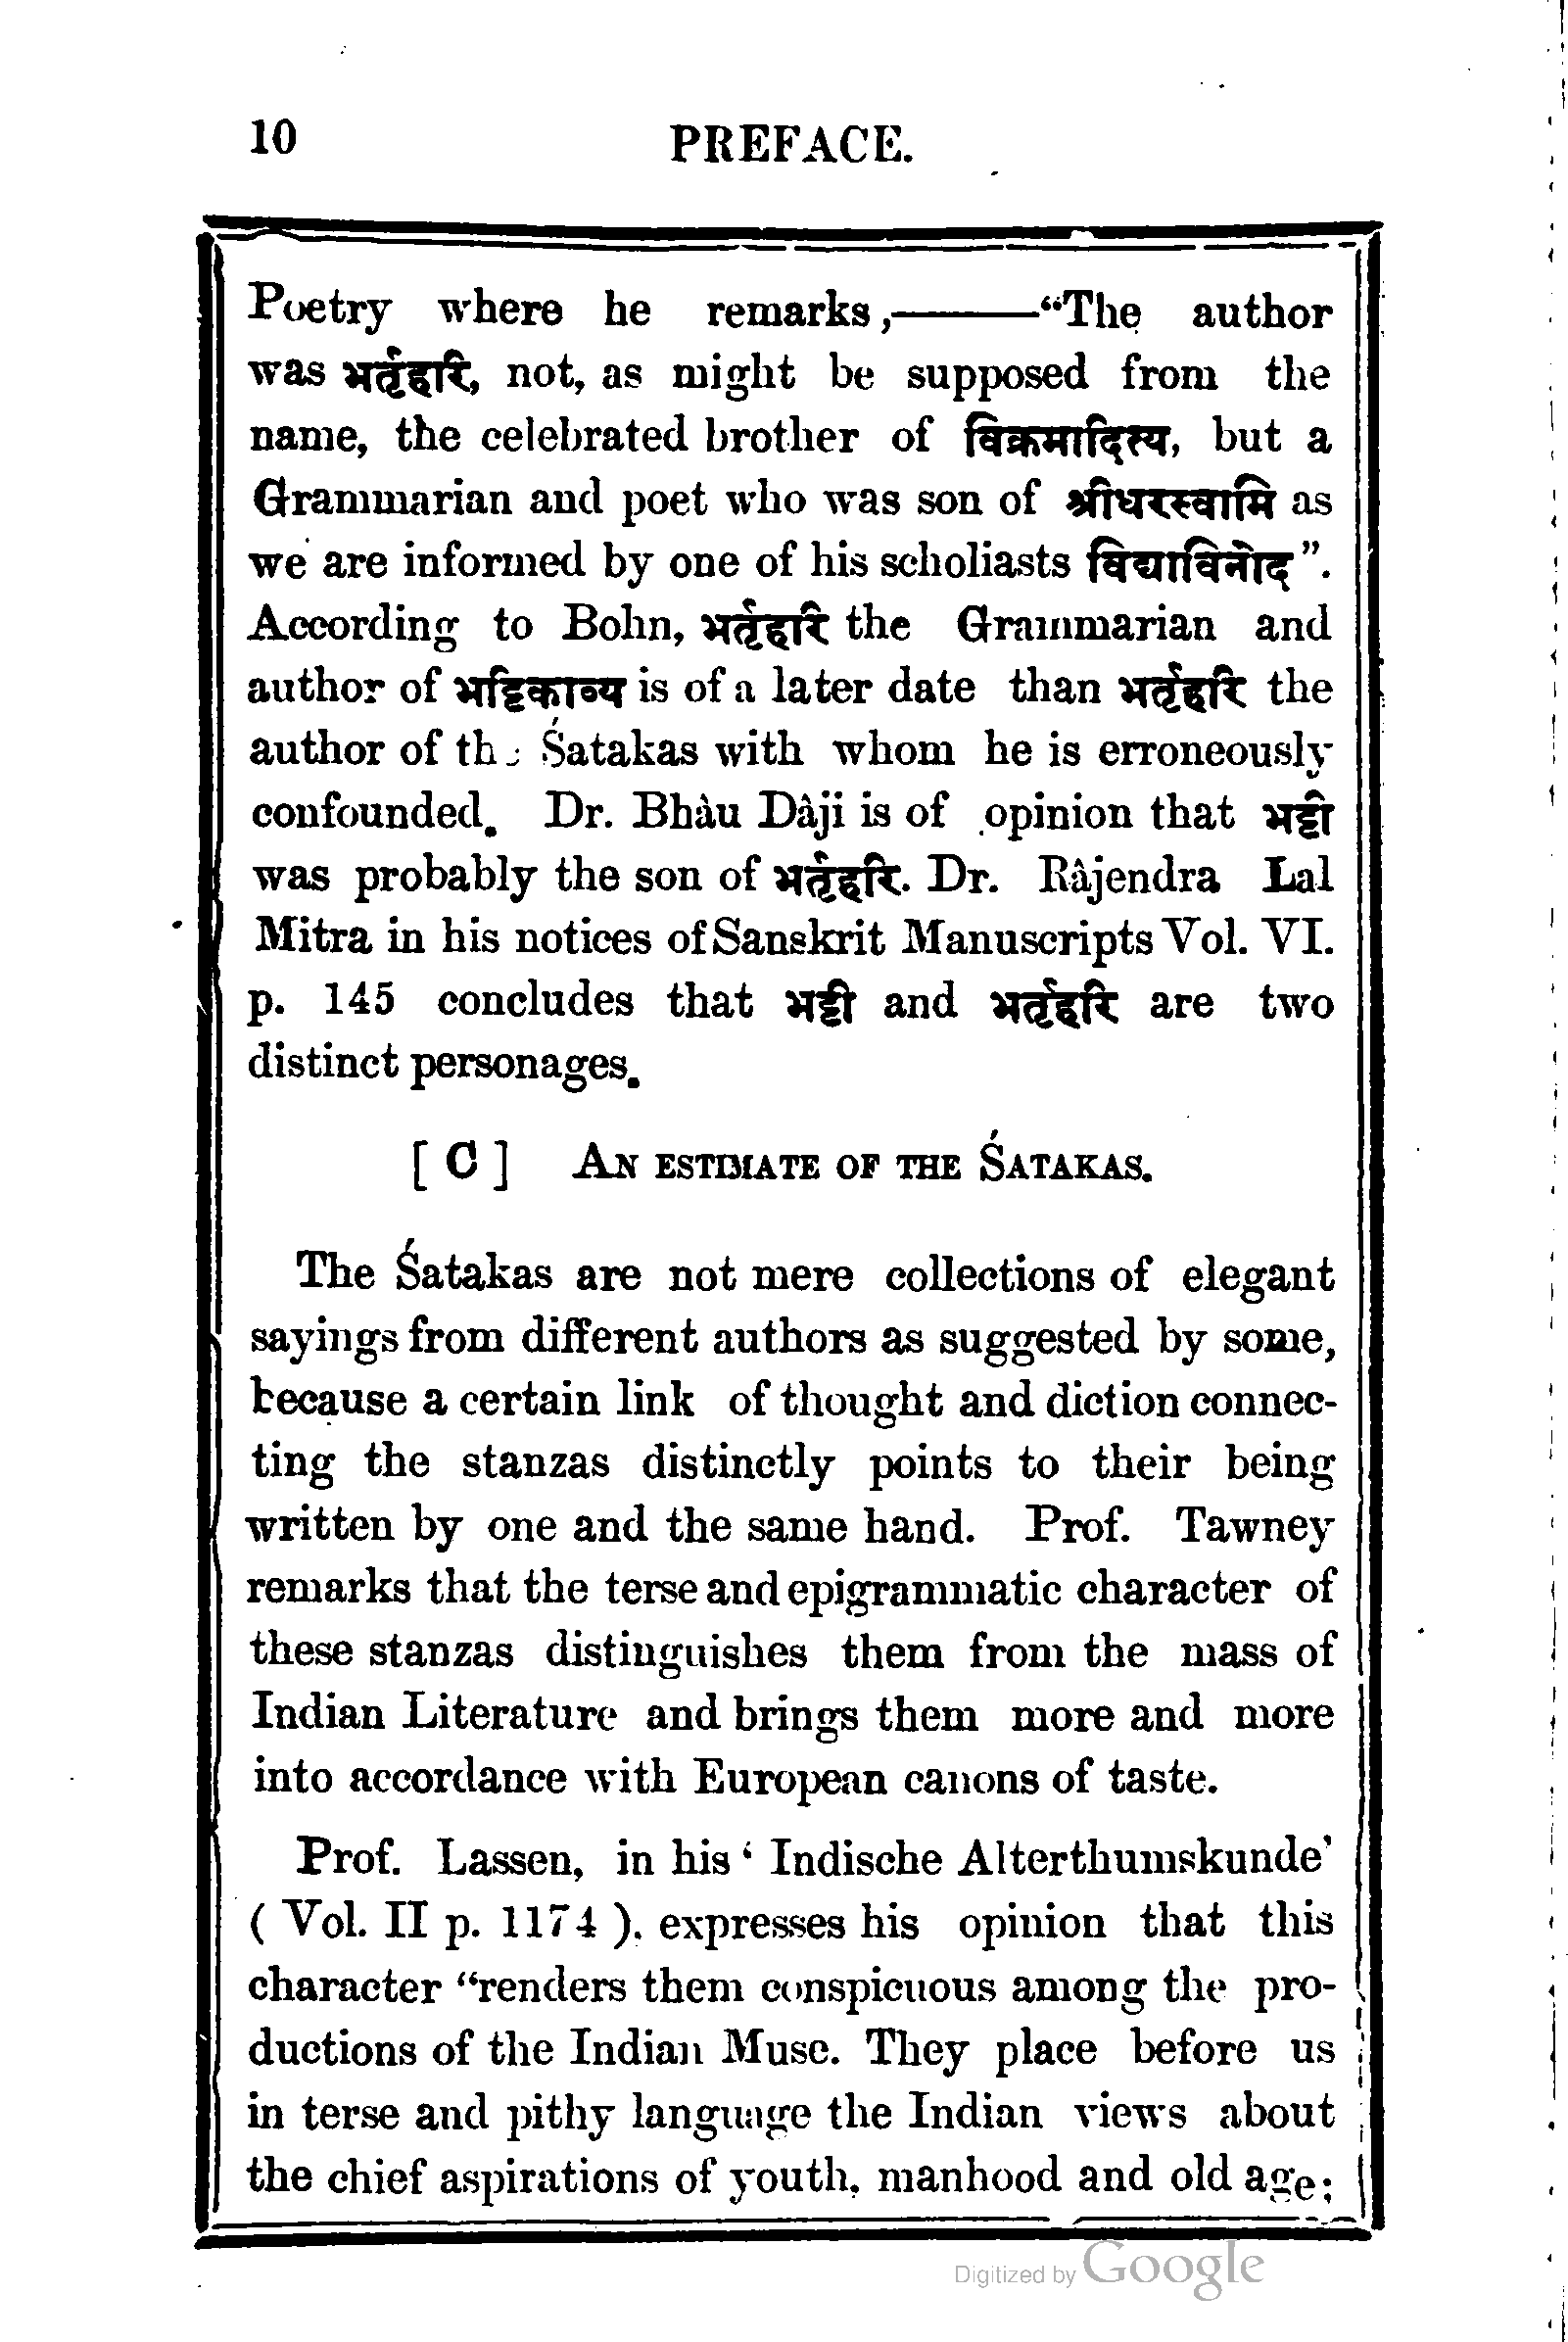 10 PREFACE.
Poetry where he remarks,———“The author
was भर्तृहरि, not, as might be supposed from the
name, the celebrated brother of विक्रमादित्य, but a
Grammarian and poet who was son of श्रीधरस्वामि as
we are informed by one of his scholiasts विद्याविनोद ”.
According to Bohn, भर्तृहरि the Grammarian and
author of भट्टिकाव्य is of a later date than भर्तृहरि the
author of the Śatakas with whom he is erroneously
confounded. Dr. Bhàu Dàji is of opinion that भट्टी
was probably the son of भर्तृहरि. Dr. Râjendra Lal
Mitra in his notices of Sanskrit Manuscripts Vol. VI.
p. 145 concludes that भट्टी and भर्तृहरि are two
distinct personages.
[ C ] AN ESTIMATE OF THE ŚATAKAS.
The Śatakas are not mere collections of elegant
sayings from different authors as suggested by some,
because a certain link of thought and diction connec-
ting the stanzas distinctly points to their being
written by one and the same hand. Prof. Tawney
remarks that the terse and epigrammatic character of
these stanzas distinguishes them from the mass of
Indian Literature and brings them more and more
into accordance with European canons of taste.
Prof. Lassen, in his ‘ Indische Alterthumskunde’
( Vol. II p. 1174 ). expresses his opinion that this
character “renders them conspicuous among the pro-
ductions of the Indian Muse. They place before us
in terse and pithy language the Indian views about
the chief aspirations of youth, manhood and old age;
Digitized by Google